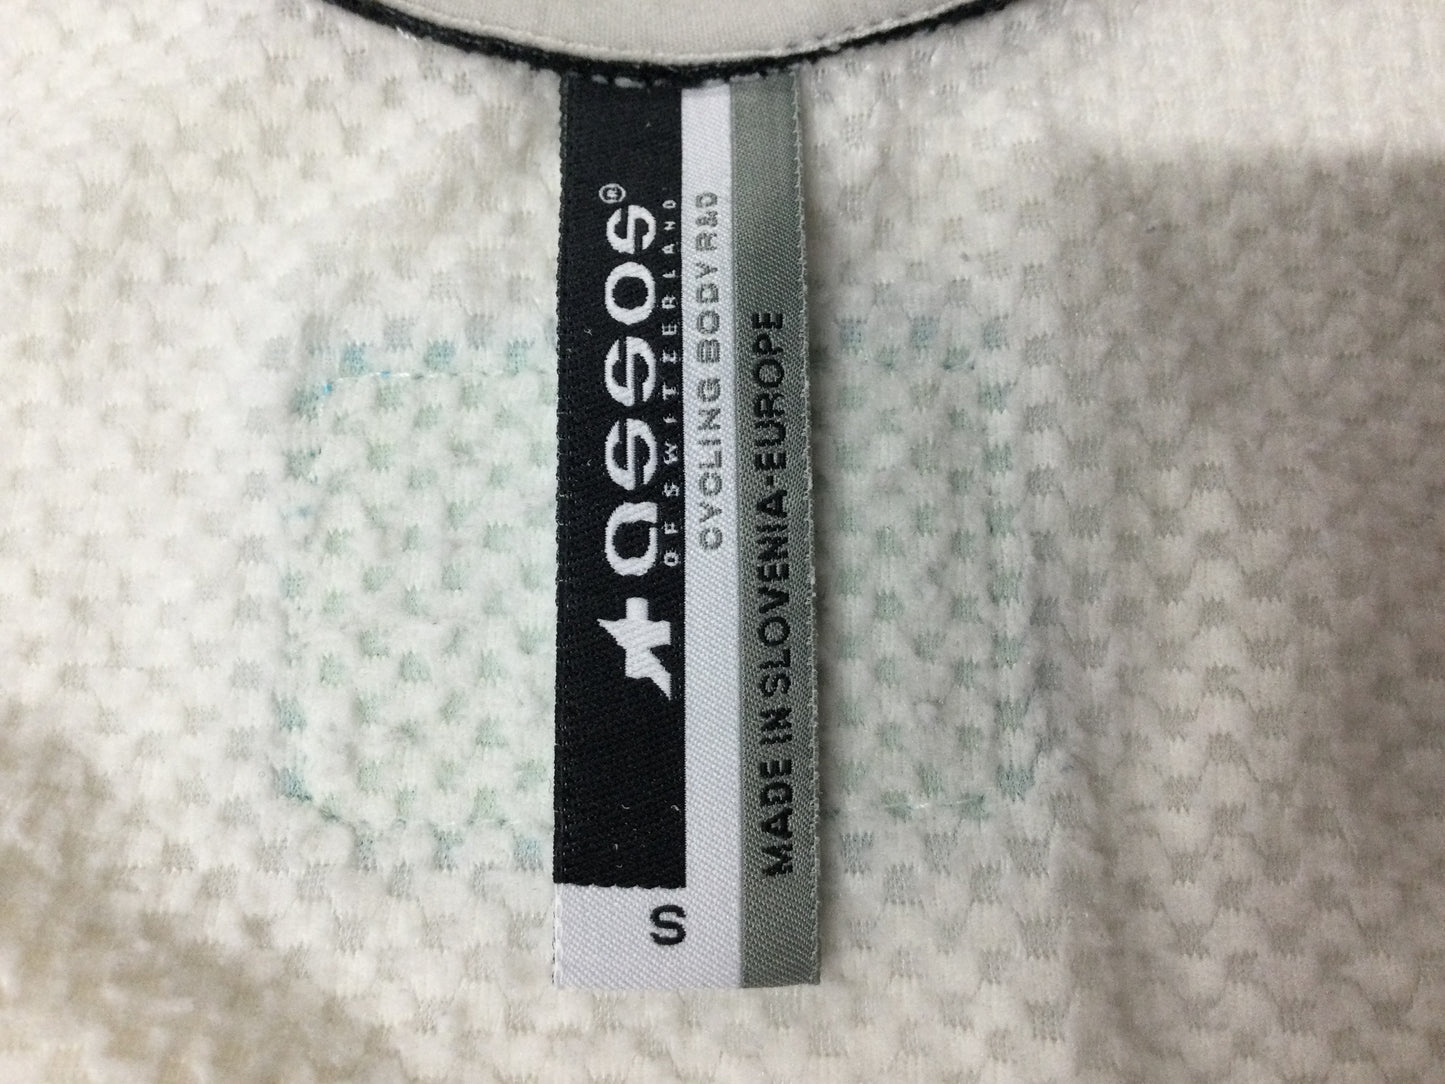 assos®
OF SWITZERLAND
CYCLING BODY R&D
MADE IN SLOVENIA-EUROPE
S